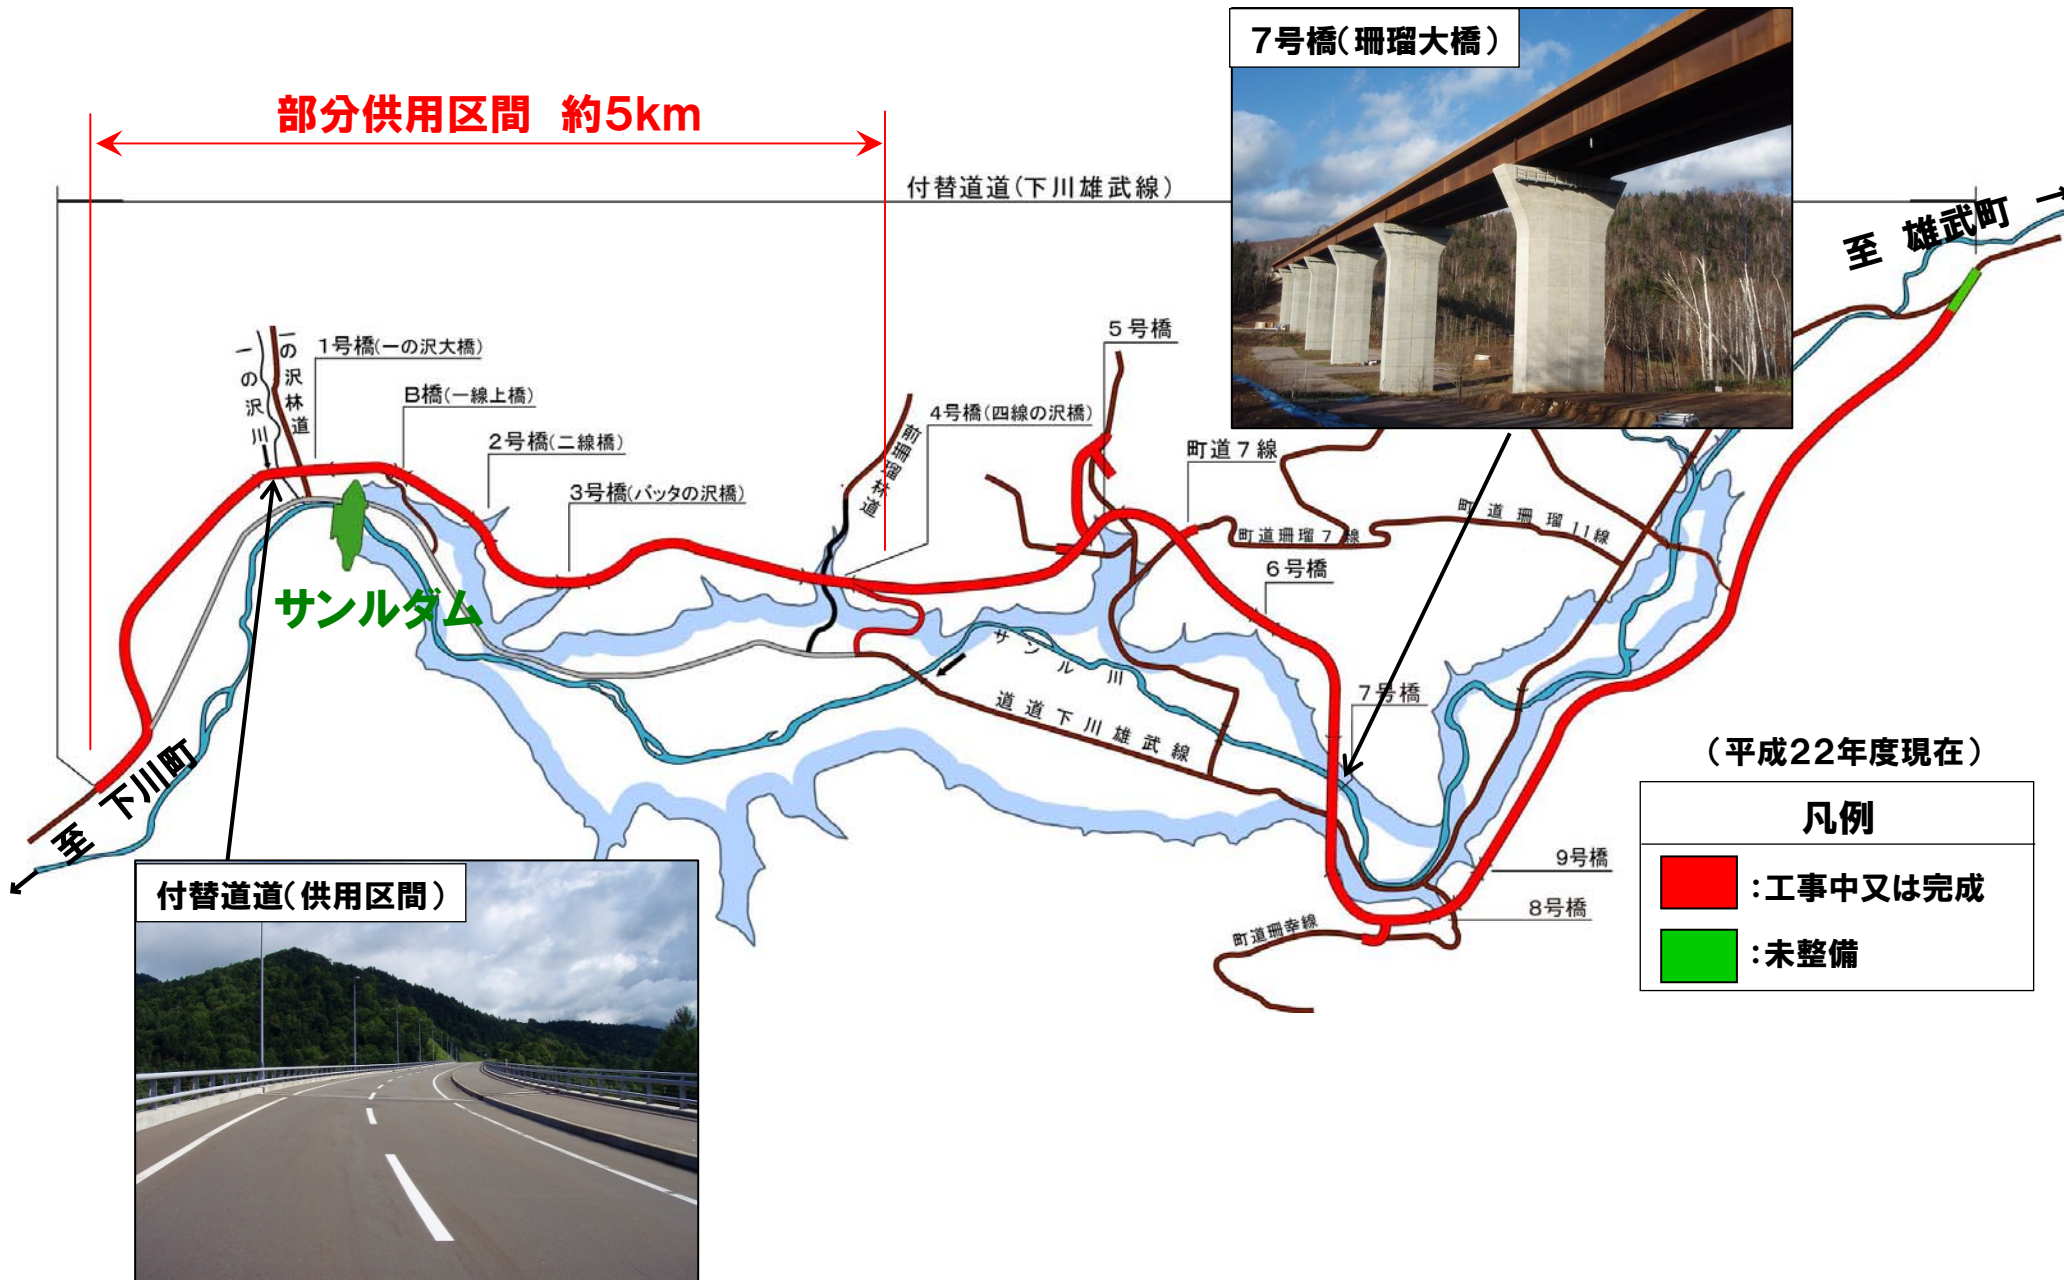 7号橋(珊瑠大橋)
部分供用区間 約5km
付替道道(下川雄武線)
至 雄武町 →
一の沢川
一の沢林道
1号橋(一の沢大橋)
B橋(一線上橋)
2号橋(二線橋)
3号橋(バッタの沢橋)
前珊瑠林道
4号橋(四線の沢橋)
5号橋
町道7線
町道珊瑠7線
町道珊瑠11線
6号橋
サンルダム
サンル川
道道下川雄武線
7号橋
至 下川町
9号橋
8号橋
町道珊幸線
(平成22年度現在)
凡例
:工事中又は完成
:未整備
付替道道(供用区間)